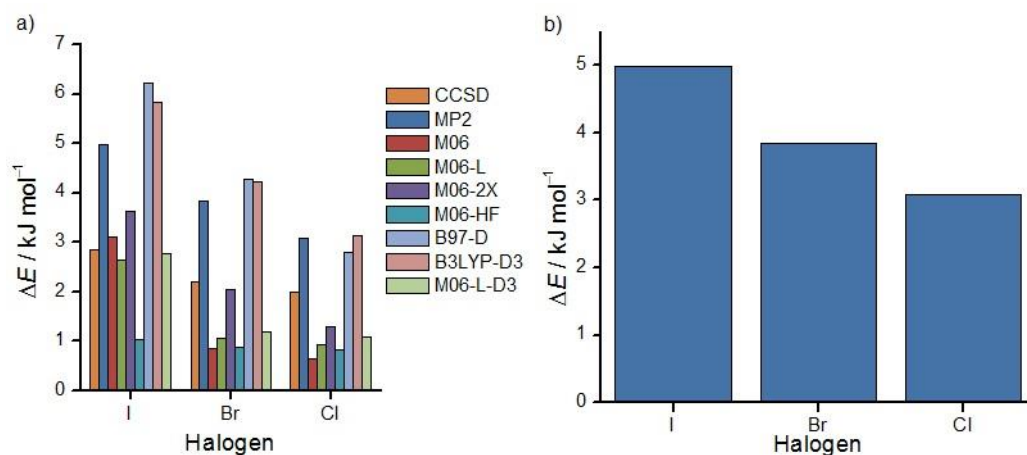 a)
7
6
5
4
3
2
1
0
ΔE / kJ mol⁻¹
I
Br
Cl
Halogen
CCSD
MP2
M06
M06-L
M06-2X
M06-HF
B97-D
B3LYP-D3
M06-L-D3
b)
5
4
3
2
1
0
ΔE / kJ mol⁻¹
I
Br
Cl
Halogen